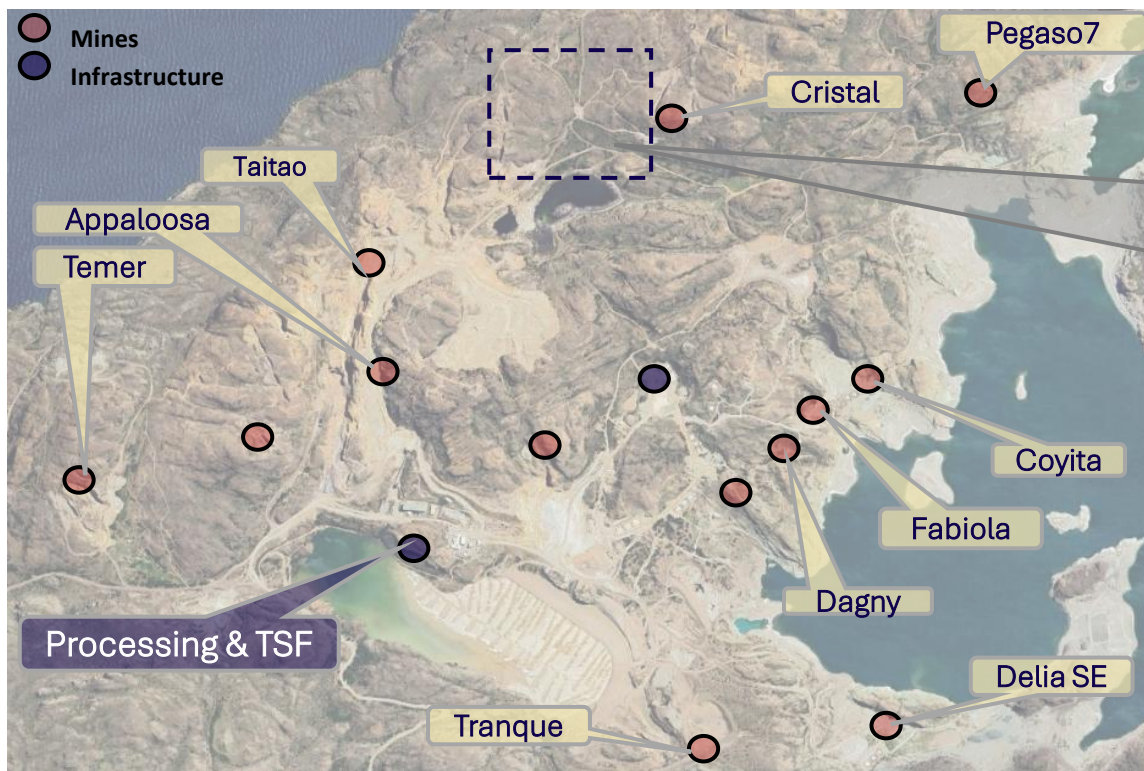 Mines
Infrastructure
Pegaso7
Cristal
Taitao
Appaloosa
Temer
Coyita
Fabiola
Dagny
Processing & TSF
Delia SE
Tranque